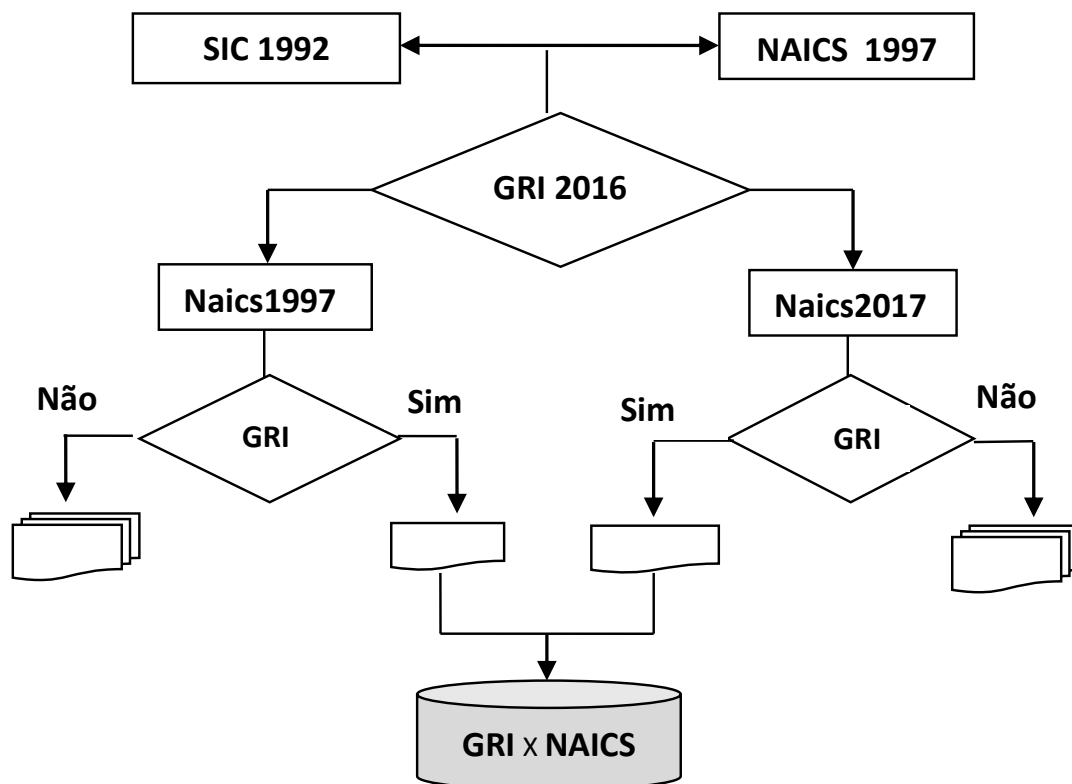 SIC 1992
NAICS 1997
GRI 2016
Naics1997
Naics2017
Não
Sim
Sim
Não
GRI
GRI
GRI x NAICS